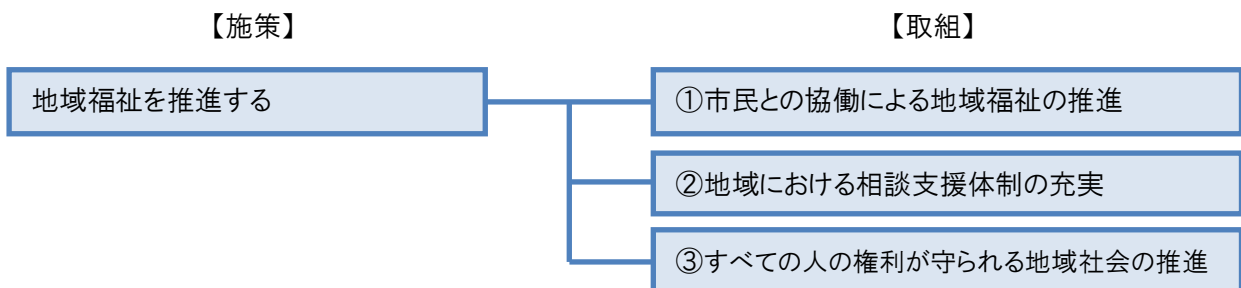 【施策】
【取組】
地域福祉を推進する
①市民との協働による地域福祉の推進
②地域における相談支援体制の充実
③すべての人の権利が守られる地域社会の推進